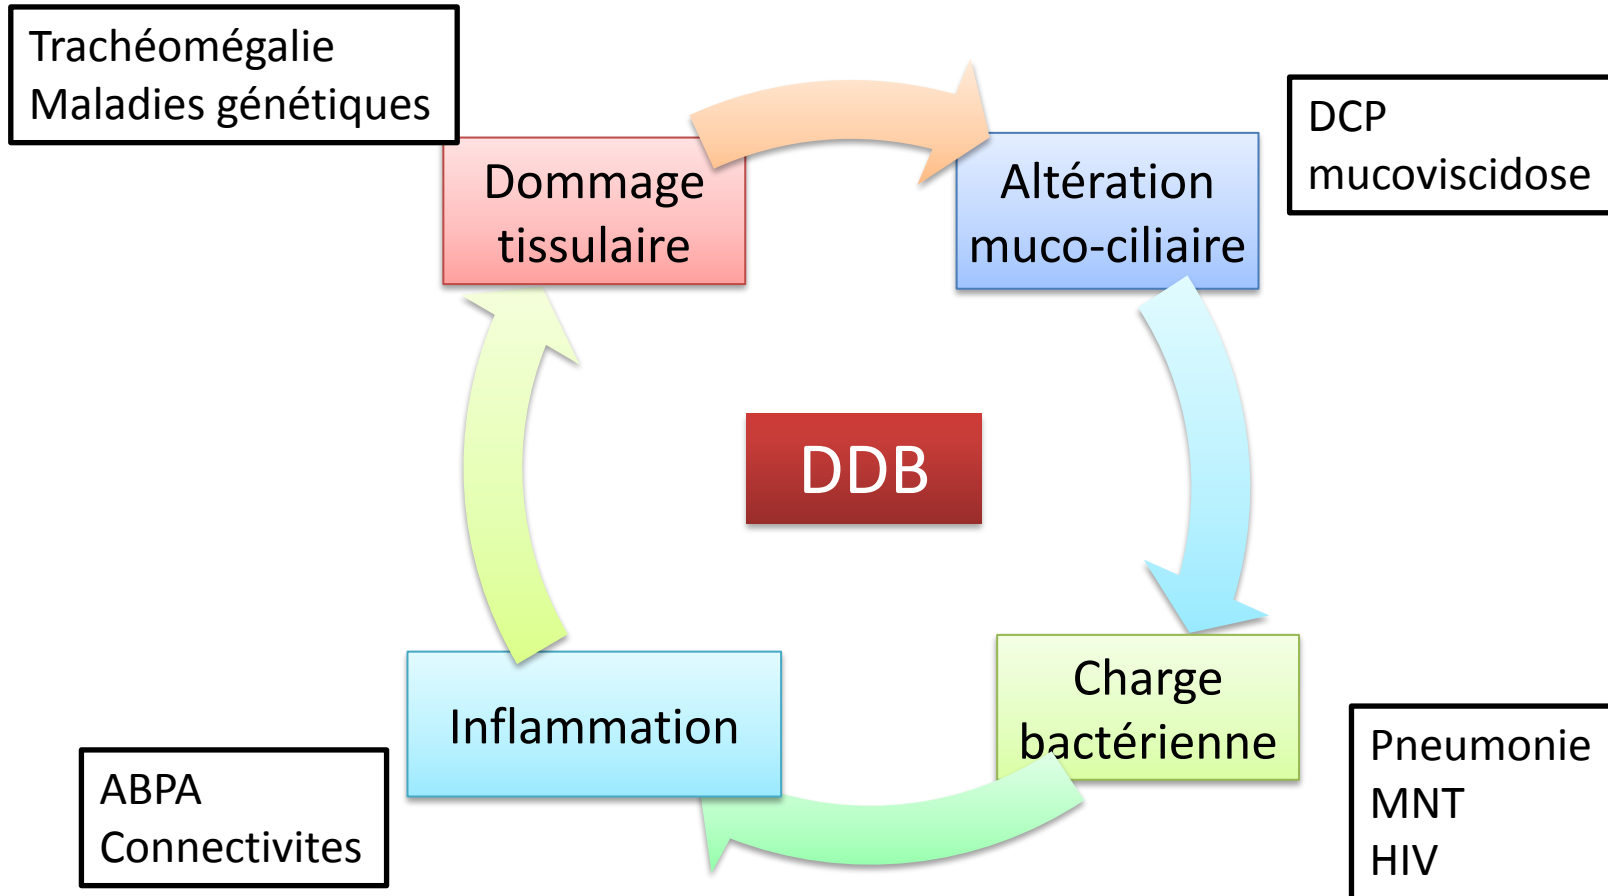 Trachéomégalie
Maladies génétiques
Dommage
tissulaire
Altération
muco-ciliaire
DCP
mucoviscidose
DDB
Inflammation
Charge
bactérienne
ABPA
Connectivites
Pneumonie
MNT
HIV